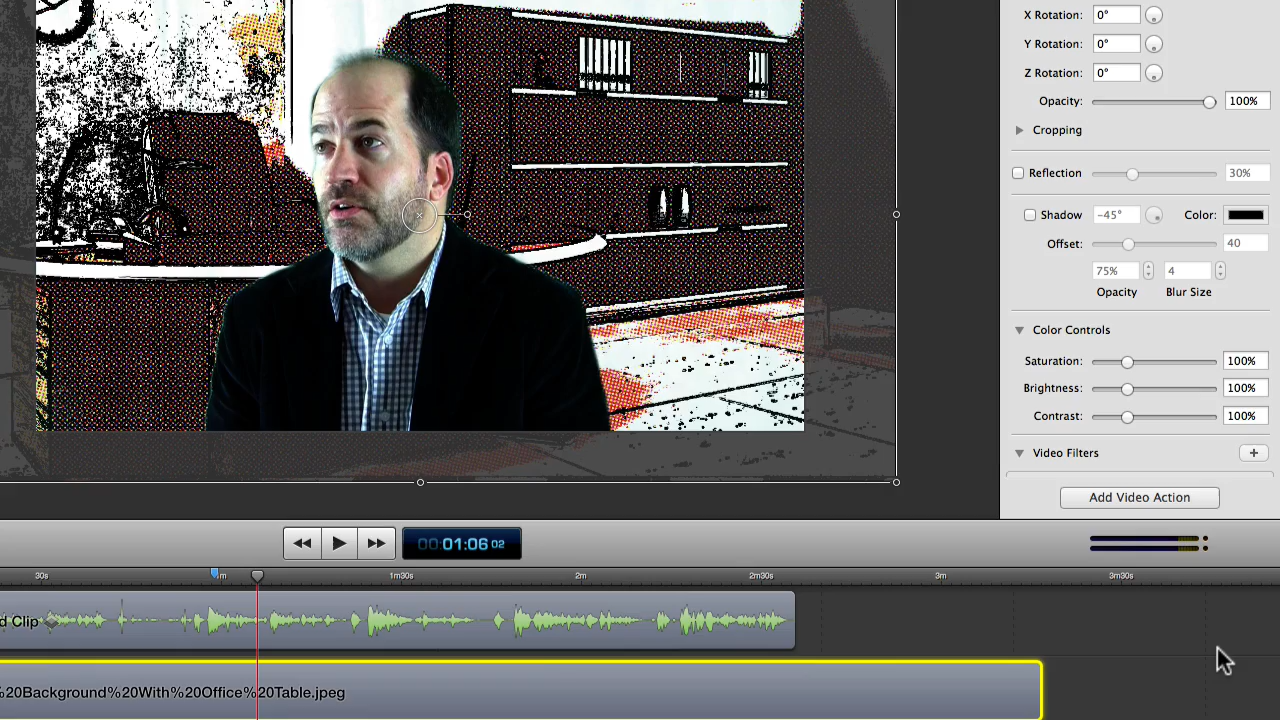 X Rotation: 0°
Y Rotation: 0°
Z Rotation: 0°
Opacity: 100%
Cropping
Reflection 30%
Shadow -45° Color:
Offset: 40
75% 4
Opacity Blur Size
Color Controls
Saturation: 100%
Brightness: 100%
Contrast: 100%
Video Filters +
Add Video Action
00:01:06 02
30s 1m 1m30s 2m 2m30s 3m 3m30s
d Clip
%20Background%20With%20Office%20Table.jpeg